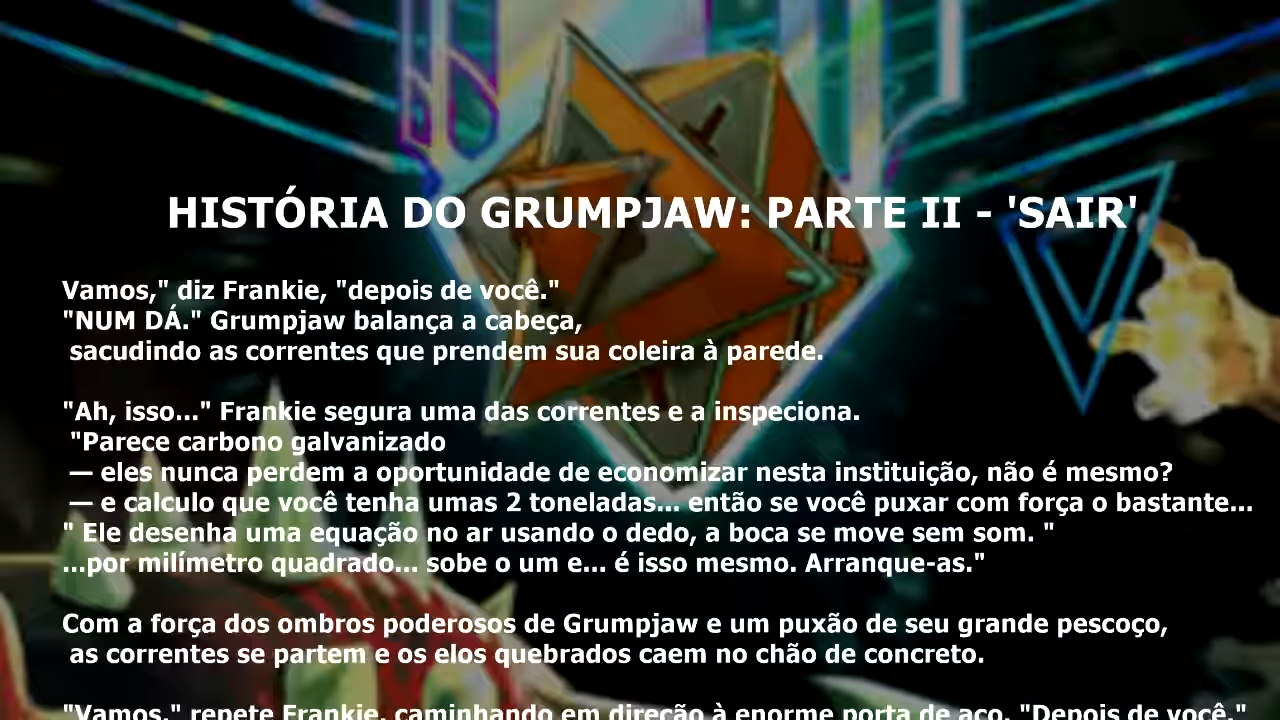 HISTÓRIA DO GRUMPJAW: PARTE II - 'SAIR'
Vamos," diz Frankie, "depois de você."
"NUM DÁ." Grumpjaw balança a cabeça,
sacudindo as correntes que prendem sua coleira à parede.
"Ah, isso..." Frankie segura uma das correntes e a inspeciona.
"Parece carbono galvanizado
— eles nunca perdem a oportunidade de economizar nesta instituição, não é mesmo?
— e calculo que você tenha umas 2 toneladas... então se você puxar com força o bastante...
" Ele desenha uma equação no ar usando o dedo, a boca se move sem som. "
...por milímetro quadrado... sobe o um e... é isso mesmo. Arranque-as."
Com a força dos ombros poderosos de Grumpjaw e um puxão de seu grande pescoço,
as correntes se partem e os elos quebrados caem no chão de concreto.
"Vamos," repete Frankie, caminhando em direção à enorme porta de aço. "Depois de você."